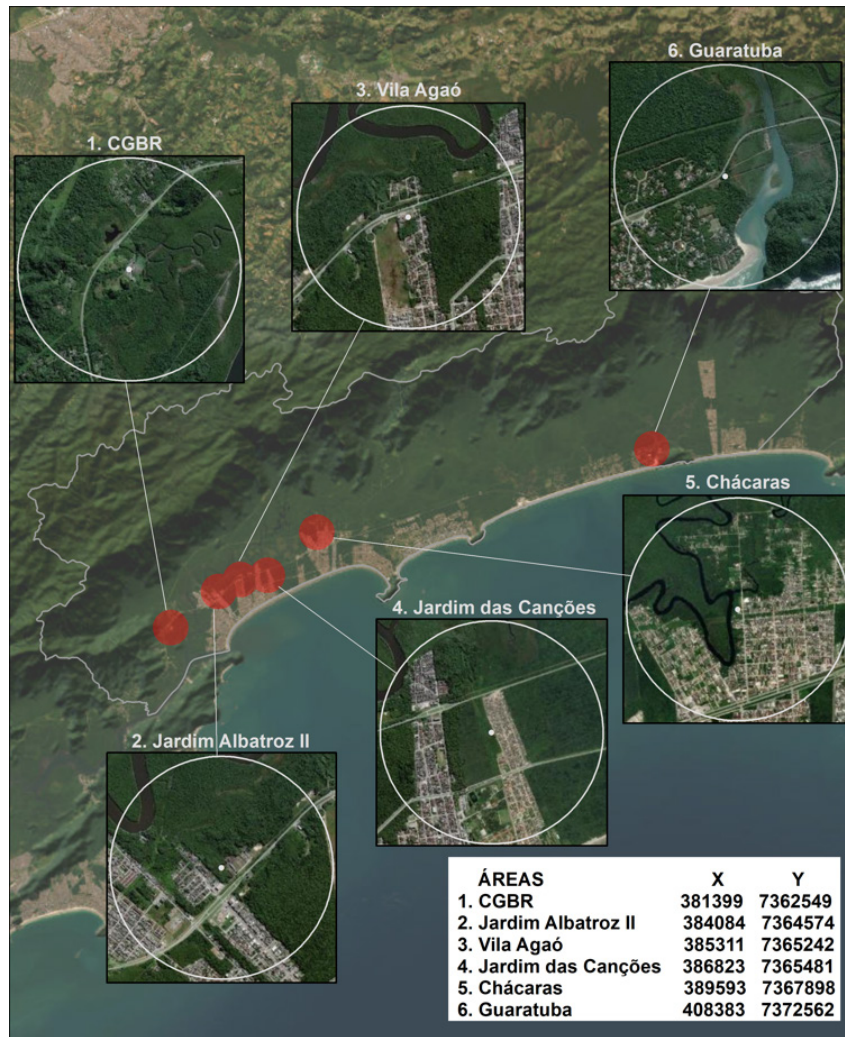 6. Guaratuba
3. Vila Agaó
1. CGBR
5. Chácaras
4. Jardim das Canções
2. Jardim Albatroz II
ÁREAS X Y
1. CGBR 381399 7362549
2. Jardim Albatroz II 384084 7364574
3. Vila Agaó 385311 7365242
4. Jardim das Canções 386823 7365481
5. Chácaras 389593 7367898
6. Guaratuba 408383 7372562